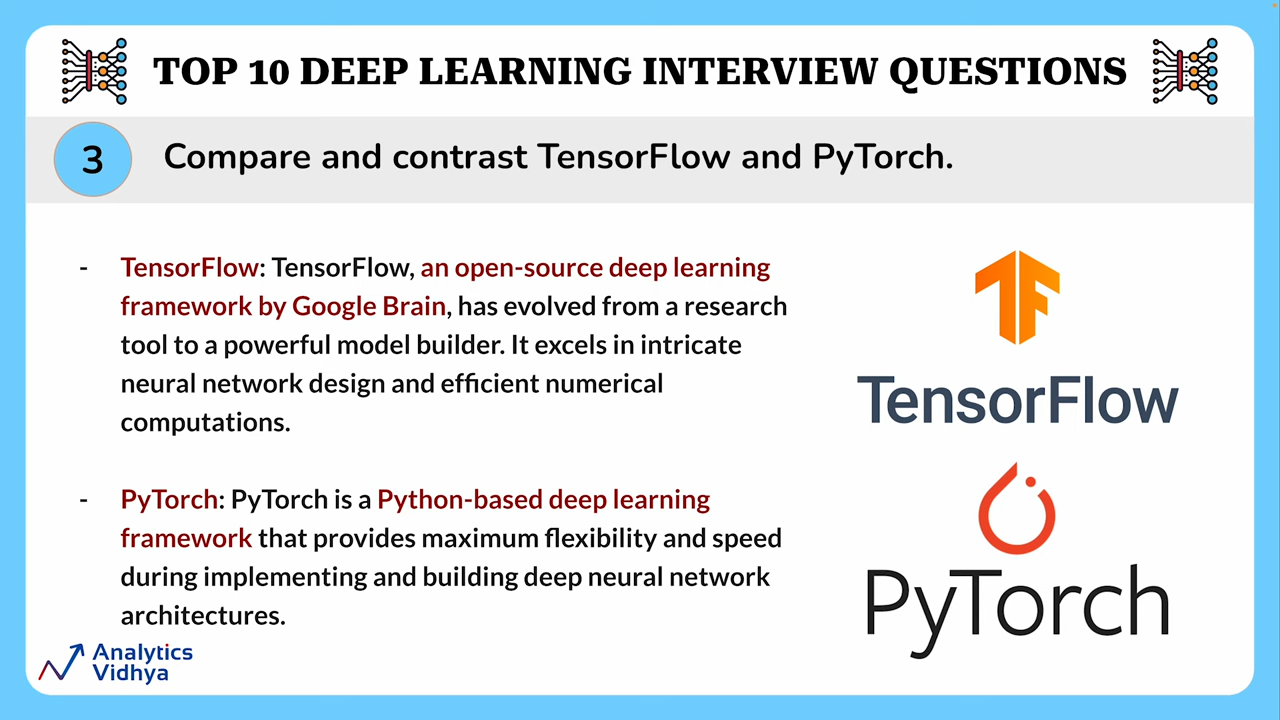 TOP 10 DEEP LEARNING INTERVIEW QUESTIONS
3
Compare and contrast TensorFlow and PyTorch.
- TensorFlow: TensorFlow, an open-source deep learning
framework by Google Brain, has evolved from a research
tool to a powerful model builder. It excels in intricate
neural network design and efficient numerical
computations.
- PyTorch: PyTorch is a Python-based deep learning
framework that provides maximum flexibility and speed
during implementing and building deep neural network
architectures.
TensorFlow
PyTorch
Analytics
Vidhya